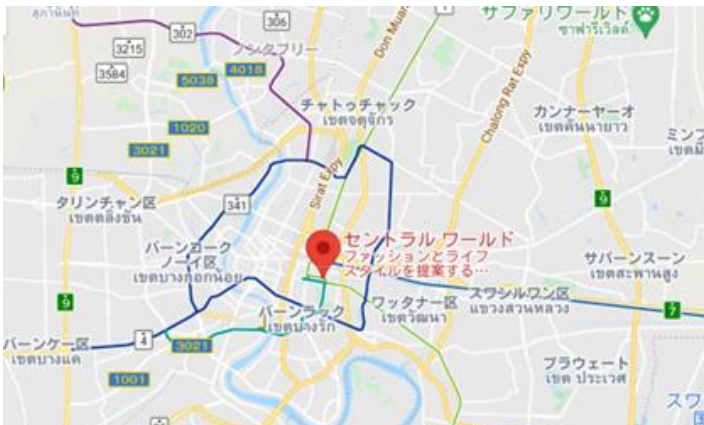 สุภาพินท์
302
306
3215
ノンタブリー
3584
4018
5038
Don Muan
1
サファリワールド
ซาฟารีเวิลด์
チャトゥチャック
เขตจตุจักร
Chalong Rat Expy
カンナーヤーオ
เขตคันนายาว
ミンブ
เขตมี
1020
3021
9
Sirat Expy
タリンチャン区
เขตตลิ่งชัน
341
9
バーンコーク
ノーイ区
เขตบางกอกน้อย
セントラル ワールド
ファッションとライフ
スタイルを提案する…
サパーンスーン
เขตสะพานสูง
9
ワッタナー区
เขตวัฒนา
スワンルワン区
แขวงสวนหลวง
7
バーンラック
เขตบางรัก
バーンケー区
เขตบางแค
4
3021
1001
プラウェート
เขต ประเวศ
スワ